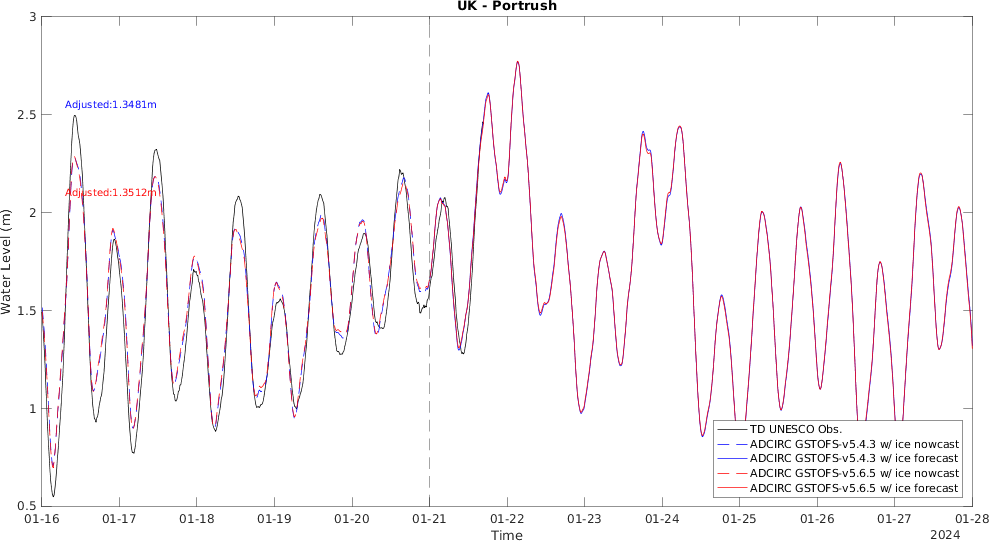 UK - Portrush
3
2.5
2
1.5
1
0.5
Water Level (m)
Adjusted:1.3481m
Adjusted:1.3512m
TD UNESCO Obs.
ADCIRC GSTOFS-v5.4.3 w/ ice nowcast
ADCIRC GSTOFS-v5.4.3 w/ ice forecast
ADCIRC GSTOFS-v5.6.5 w/ ice nowcast
ADCIRC GSTOFS-v5.6.5 w/ ice forecast
01-16 01-17 01-18 01-19 01-20 01-21 01-22 01-23 01-24 01-25 01-26 01-27 01-28
Time
2024